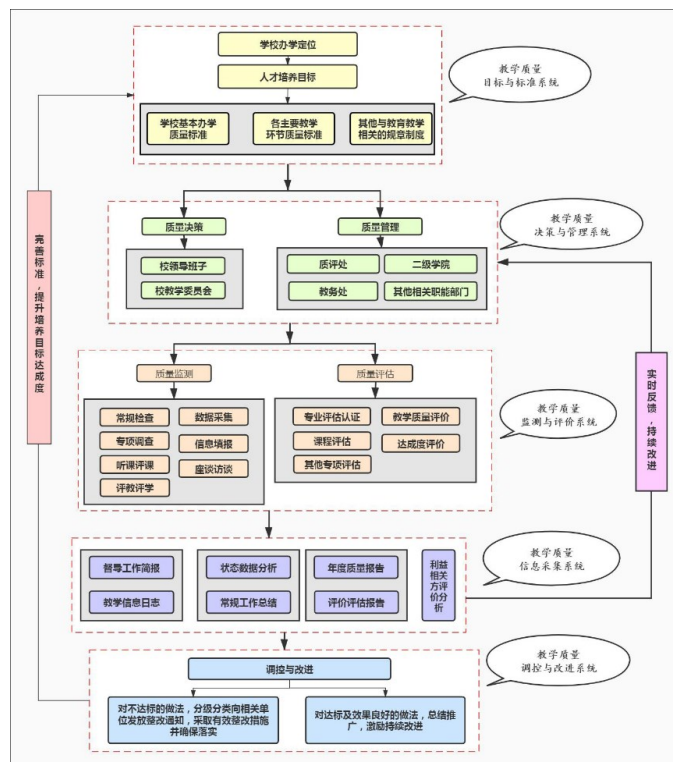 学校办学定位
人才培养目标
学校基本办学
质量标准
各主要教学
环节质量标准
其他与教育教学
相关的规章制度
教学质量
目标与标准系统
质量决策
校领导班子
校教学委员会
质量管理
质评处
二级学院
教务处
其他相关职能部门
教学质量
决策与管理系统
质量监测
常规检查
数据采集
专项调查
信息填报
听课评课
座谈访谈
评教评学
质量评估
专业评估认证
教学质量评价
课程评估
达成度评价
其他专项评估
教学质量
监测与评价系统
督导工作简报
教学信息日志
状态数据分析
常规工作总结
年度质量报告
评价评估报告
利益
相关
方评
价分
析
教学质量
信息采集系统
调控与改进
对不达标的做法，分级分类向相关单
位发放整改通知，采取有效整改措施
并确保落实
对达标及效果良好的做法，总结推
广，激励持续改进
教学质量
调控与改进系统
完善标准，提升培养目标达成度
实时反馈，持续改进